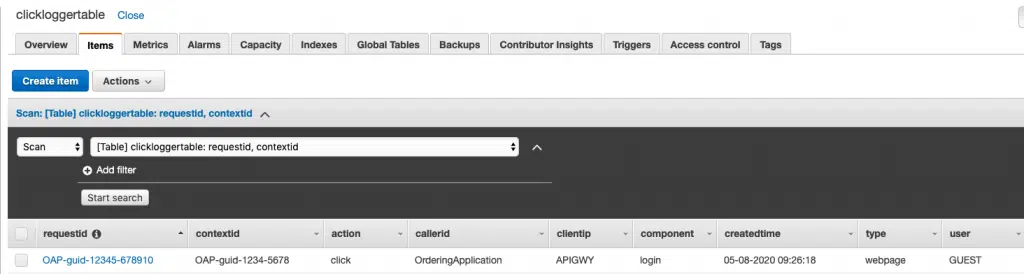 clickloggertable Close
Overview Items Metrics Alarms Capacity Indexes Global Tables Backups Contributor Insights Triggers Access control Tags
Create item Actions
Scan: [Table] clickloggertable: requestid, contextid
Scan [Table] clickloggertable: requestid, contextid
Add filter
Start search
requestid contextid action callerid clientip component createdtime type user
OAP-guid-12345-678910 OAP-guid-1234-5678 click OrderingApplication APIGWY login 05-08-2020 09:26:18 webpage GUEST